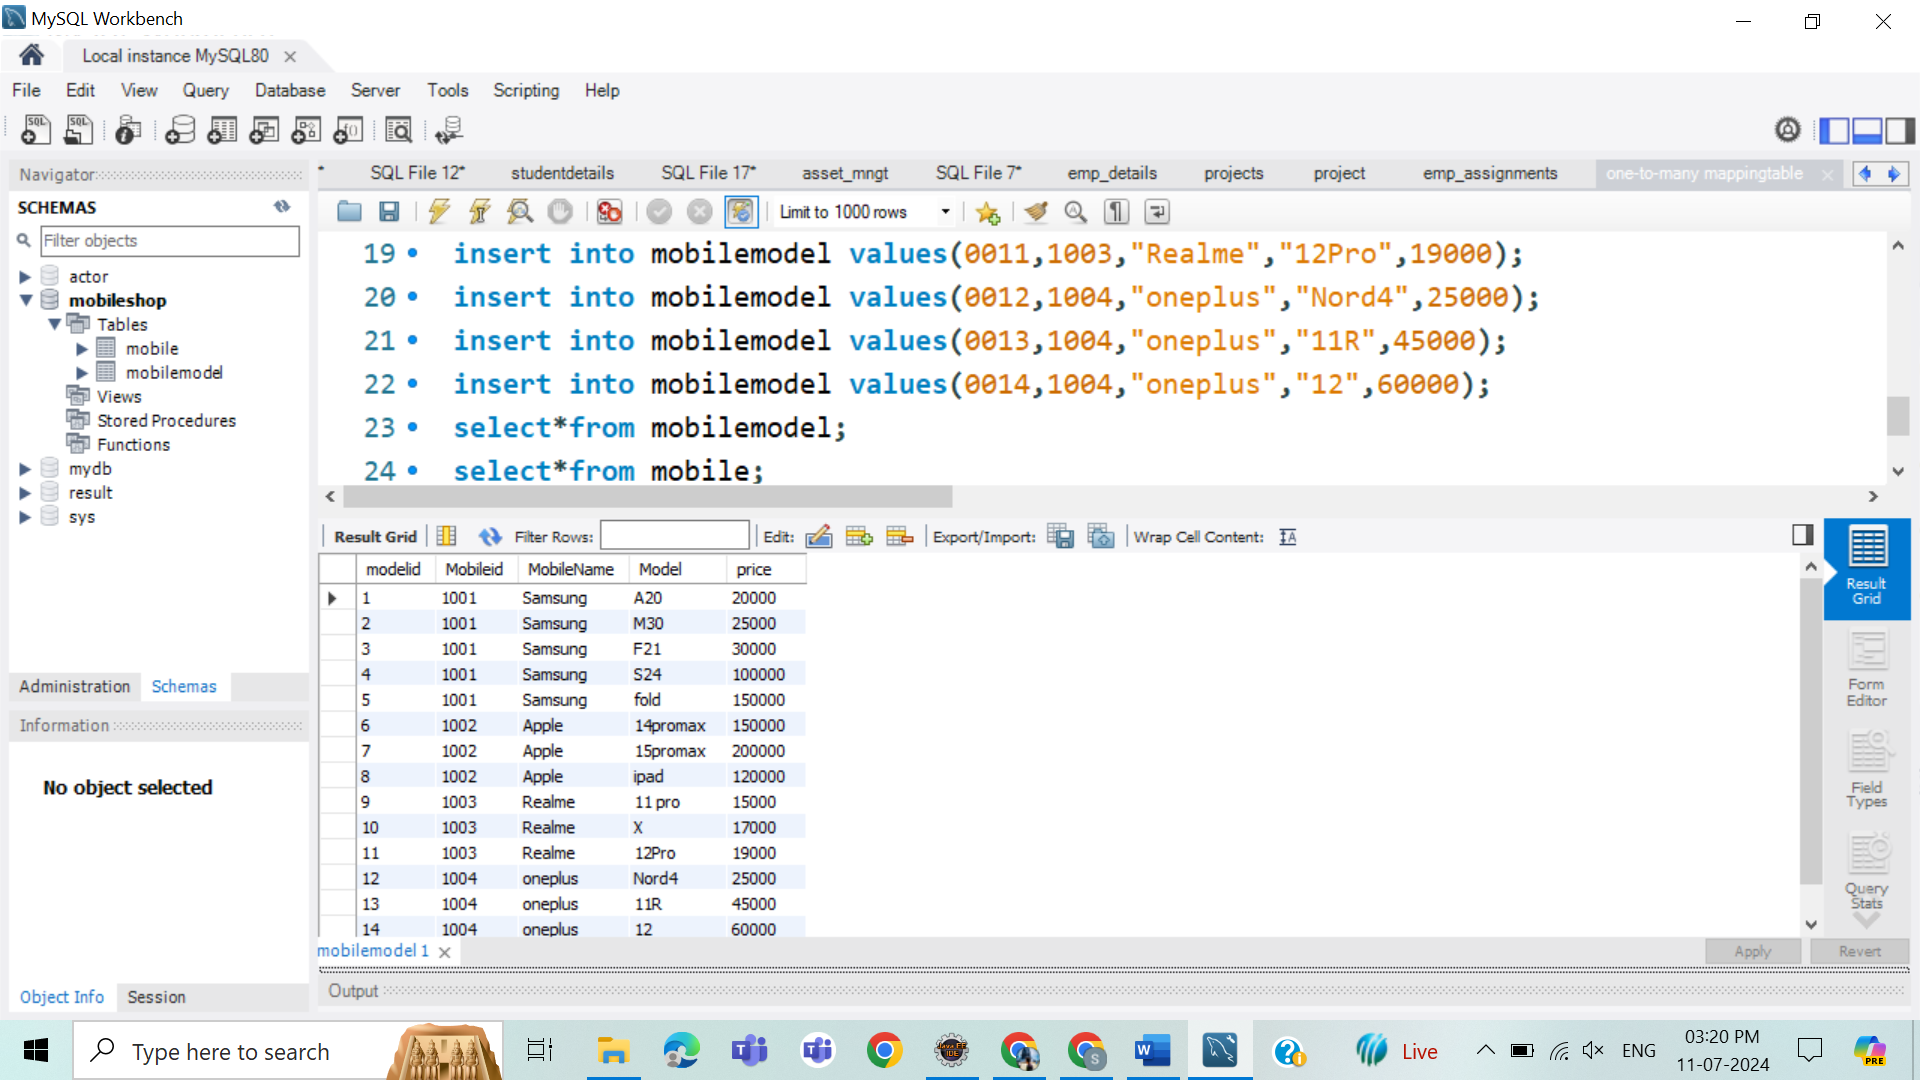 MySQL Workbench
Local instance MySQL80
File Edit View Query Database Server Tools Scripting Help
Navigator
SCHEMAS
Filter objects
actor
mobileshop
Tables
mobile
mobilemodel
Views
Stored Procedures
Functions
mydb
result
sys
Administration Schemas
Information
No object selected
Object Info Session
* SQL File 12* studentdetails SQL File 17* asset_mngt SQL File 7* emp_details projects project emp_assignments one-to-many mappingtable
Limit to 1000 rows
19 insert into mobilemodel values(0011,1003,"Realme","12Pro",19000);
20 insert into mobilemodel values(0012,1004,"oneplus","Nord4",25000);
21 insert into mobilemodel values(0013,1004,"oneplus","11R",45000);
22 insert into mobilemodel values(0014,1004,"oneplus","12",60000);
23 select*from mobilemodel;
24 select*from mobile;
Result Grid Filter Rows: Edit: Export/Import: Wrap Cell Content:
modelid Mobileid MobileName Model price
1 1001 Samsung A20 20000
2 1001 Samsung M30 25000
3 1001 Samsung F21 30000
4 1001 Samsung S24 100000
5 1001 Samsung fold 150000
6 1002 Apple 14promax 150000
7 1002 Apple 15promax 200000
8 1002 Apple ipad 120000
9 1003 Realme 11 pro 15000
10 1003 Realme X 17000
11 1003 Realme 12Pro 19000
12 1004 oneplus Nord4 25000
13 1004 oneplus 11R 45000
14 1004 oneplus 12 60000
Result
Grid
Form
Editor
Field
Types
Query
Stats
mobilemodel 1
Apply Revert
Output
Type here to search
Live
ENG
03:20 PM
11-07-2024
PRE